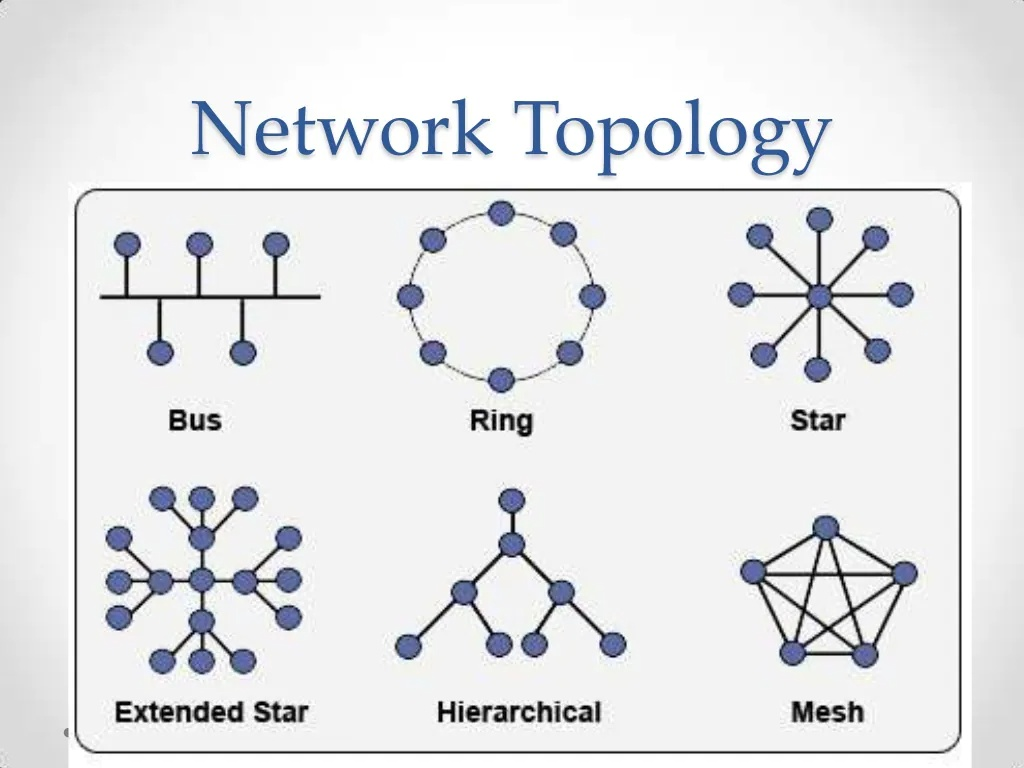 Network Topology
Bus
Ring
Star
Extended Star
Hierarchical
Mesh